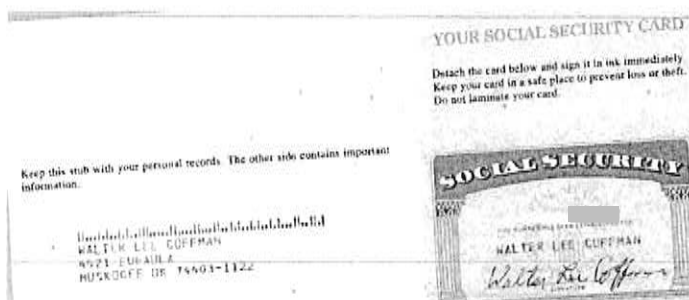 YOUR SOCIAL SECURITY CARD
Detach the card below and sign it in ink immediately.
Keep your card in a safe place to prevent loss or theft.
Do not laminate your card.
Keep this stub with your personal records. The other side contains important
information.
WALTER LEE COFFMAN
EUFAULA
MUSKOGEE OK 74403-1122
SOCIAL SECURITY
WALTER LEE COFFMAN
Walter Lee Coffman